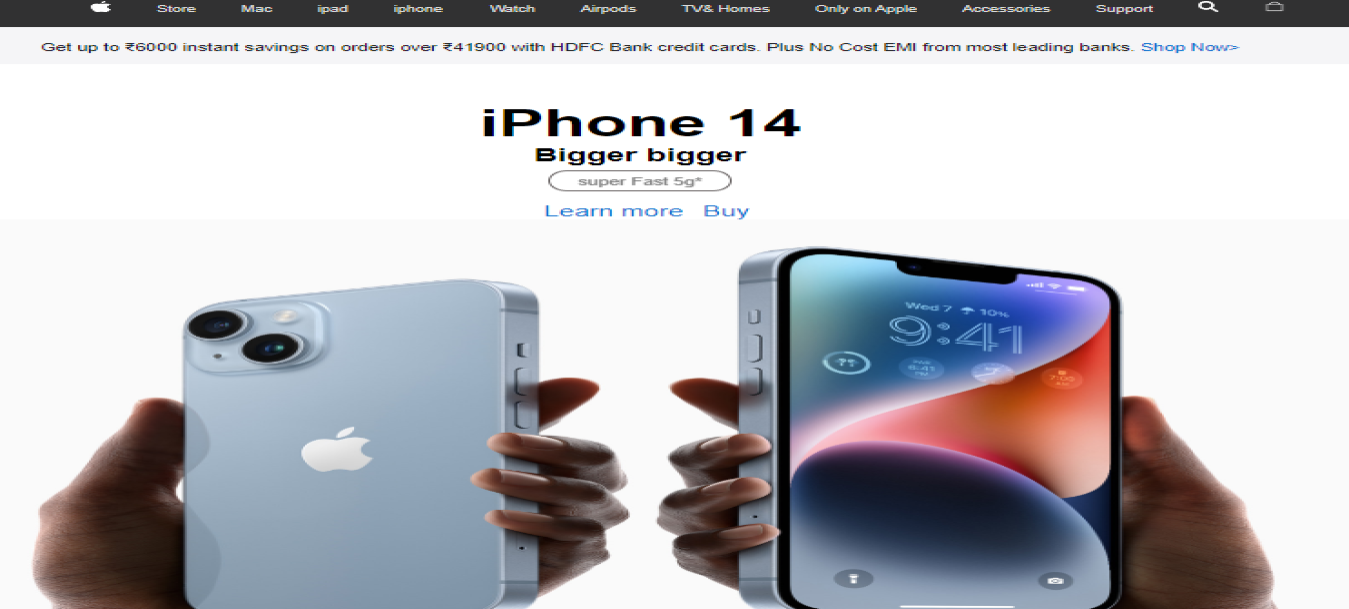 Store Mac ipad iphone Watch Airpods TV& Homes Only on Apple Accessories Support
Get up to ₹6000 instant savings on orders over ₹41900 with HDFC Bank credit cards. Plus No Cost EMI from most leading banks. Shop Now>
iPhone 14
Bigger bigger
super Fast 5g*
Learn more Buy
Wed 7 10%
9:41
7:00